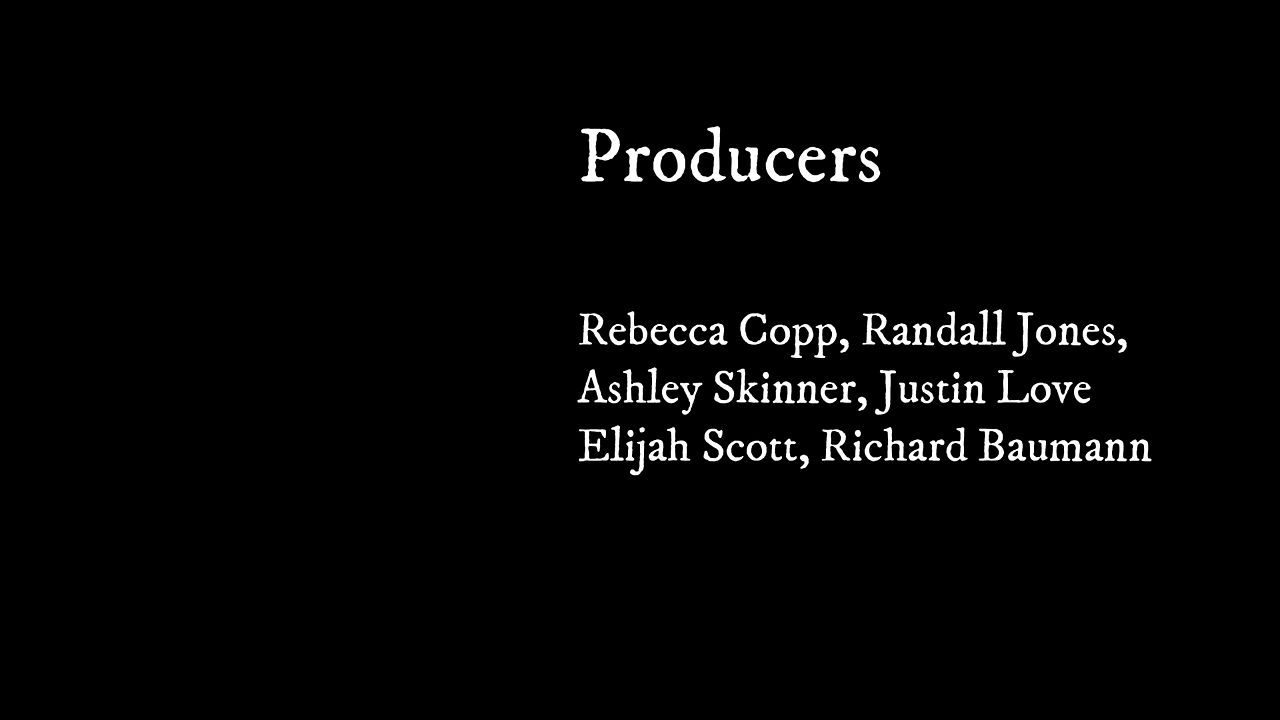 Producers
Rebecca Copp, Randall Jones,
Ashley Skinner, Justin Love
Elijah Scott, Richard Baumann